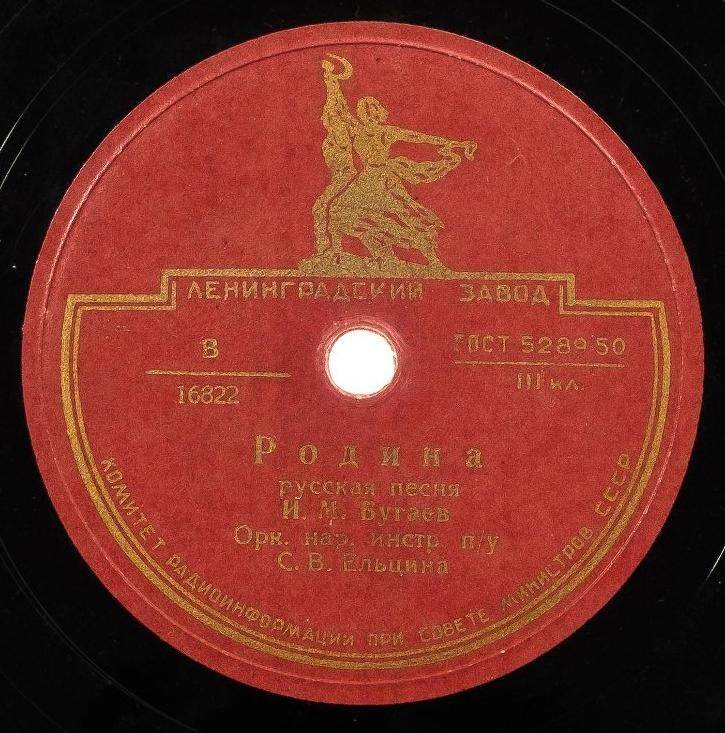 ЛЕНИНГРАДСКИЙ ЗАВОД
В
16822
ГОСТ 5289-50
III кл.
Родина
русская песня
И. М. Бугаев
Орк. нар. инстр. п/у
С. В. Ельцина
КОМИТЕТ РАДИОИНФОРМАЦИИ ПРИ СОВЕТЕ МИНИСТРОВ СССР